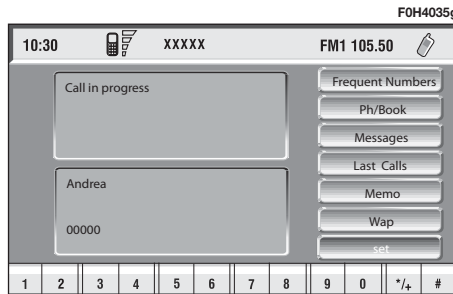 F0H4035g
10:30 XXXXX FM1 105.50
Call in progress
Andrea
00000
Frequent Numbers
Ph/Book
Messages
Last Calls
Memo
Wap
set
1 2 3 4 5 6 7 8 9 0 */+ #